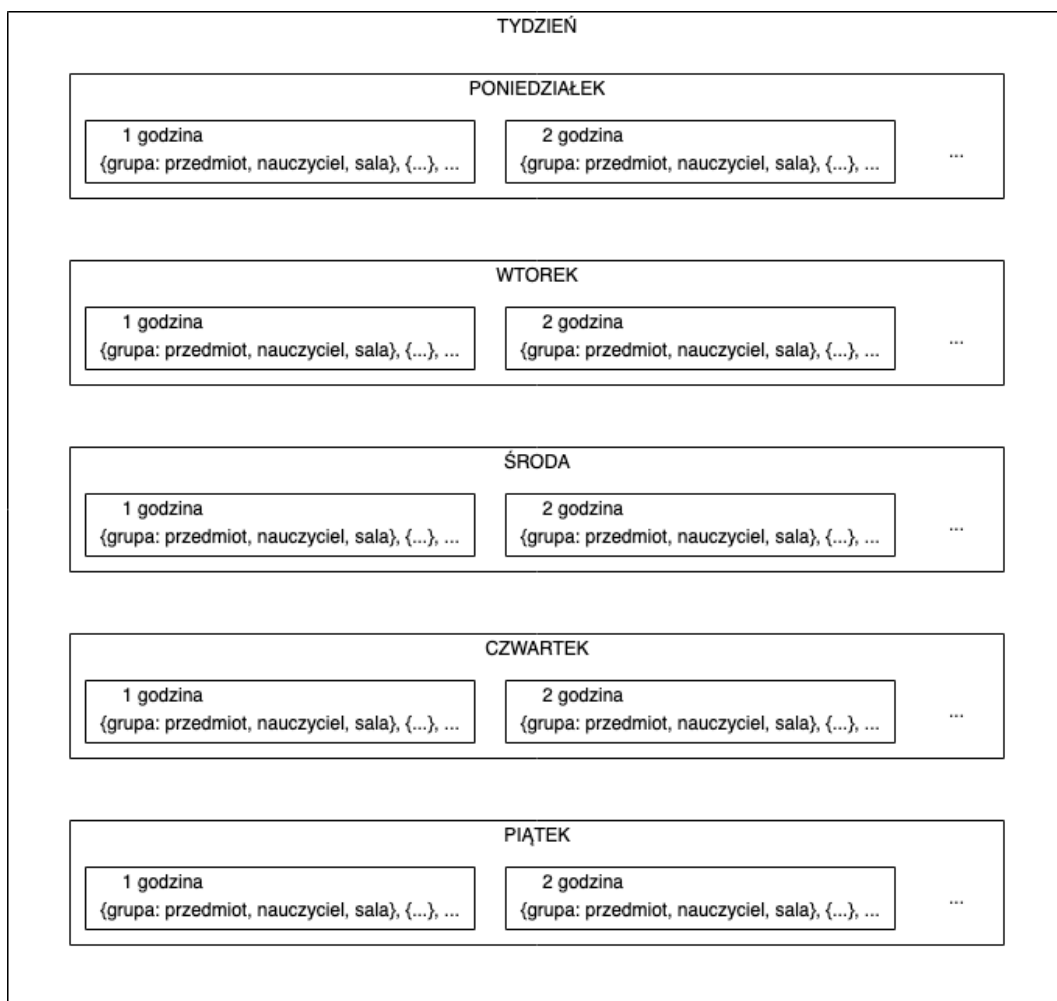 TYDZIEŃ
PONIEDZIAŁEK
1 godzina
{grupa: przedmiot, nauczyciel, sala}, {...}, ...
2 godzina
{grupa: przedmiot, nauczyciel, sala}, {...}, ...
...
WTOREK
1 godzina
{grupa: przedmiot, nauczyciel, sala}, {...}, ...
2 godzina
{grupa: przedmiot, nauczyciel, sala}, {...}, ...
...
ŚRODA
1 godzina
{grupa: przedmiot, nauczyciel, sala}, {...}, ...
2 godzina
{grupa: przedmiot, nauczyciel, sala}, {...}, ...
...
CZWARTEK
1 godzina
{grupa: przedmiot, nauczyciel, sala}, {...}, ...
2 godzina
{grupa: przedmiot, nauczyciel, sala}, {...}, ...
...
PIĄTEK
1 godzina
{grupa: przedmiot, nauczyciel, sala}, {...}, ...
2 godzina
{grupa: przedmiot, nauczyciel, sala}, {...}, ...
...